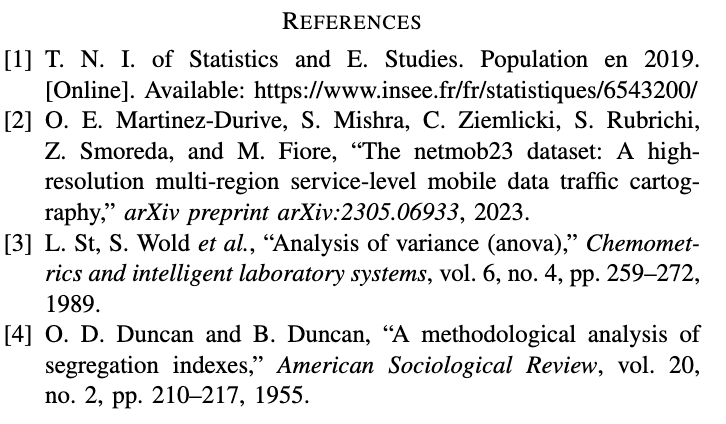 REFERENCES
[1] T. N. I. of Statistics and E. Studies. Population en 2019.
[Online]. Available: https://www.insee.fr/fr/statistiques/6543200/
[2] O. E. Martinez-Durive, S. Mishra, C. Ziemlicki, S. Rubrichi,
Z. Smoreda, and M. Fiore, “The netmob23 dataset: A high-
resolution multi-region service-level mobile data traffic cartog-
raphy,” arXiv preprint arXiv:2305.06933, 2023.
[3] L. St, S. Wold et al., “Analysis of variance (anova),” Chemomet-
rics and intelligent laboratory systems, vol. 6, no. 4, pp. 259–272,
1989.
[4] O. D. Duncan and B. Duncan, “A methodological analysis of
segregation indexes,” American Sociological Review, vol. 20,
no. 2, pp. 210–217, 1955.